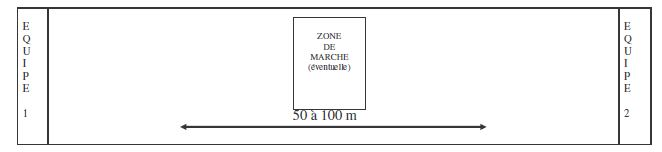 E
Q
U
I
P
E
1
ZONE
DE
MARCHE
(éventuelle)
50 à 100 m
E
Q
U
I
P
E
2